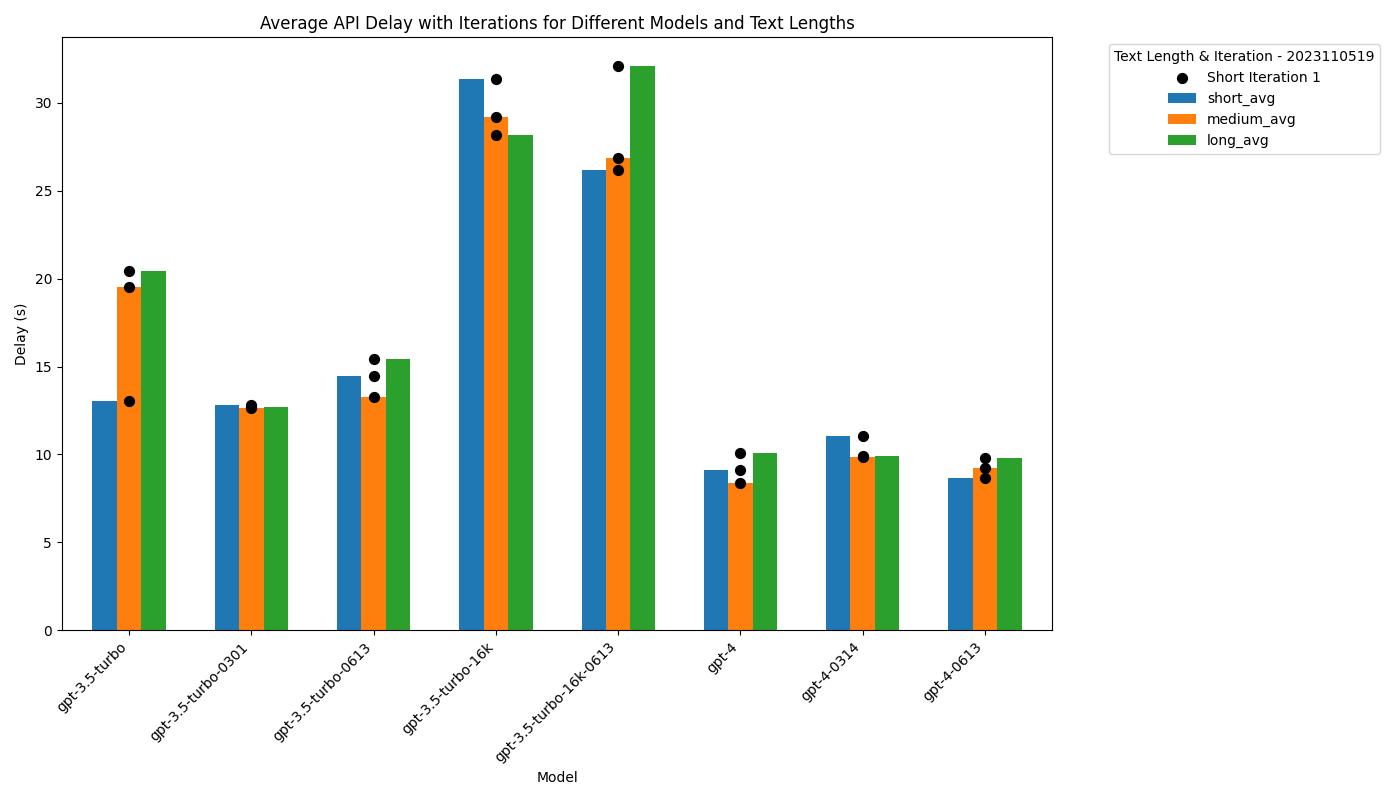 Average API Delay with Iterations for Different Models and Text Lengths
Text Length & Iteration - 2023110519
Short Iteration 1
short_avg
medium_avg
long_avg
Delay (s)
30
25
20
15
10
5
0
gpt-3.5-turbo
gpt-3.5-turbo-0301
gpt-3.5-turbo-0613
gpt-3.5-turbo-16k
gpt-3.5-turbo-16k-0613
gpt-4
gpt-4-0314
gpt-4-0613
Model